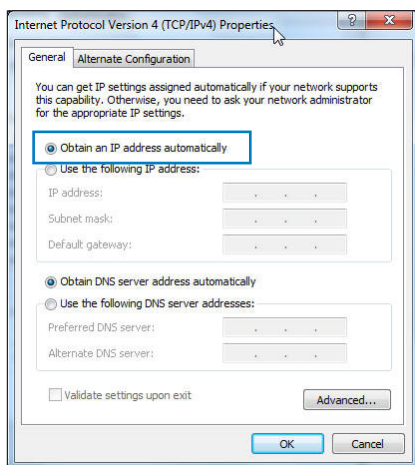 Internet Protocol Version 4 (TCP/IPv4) Properties
General
Alternate Configuration
You can get IP settings assigned automatically if your network supports
this capability. Otherwise, you need to ask your network administrator
for the appropriate IP settings.
Obtain an IP address automatically
Use the following IP address:
IP address:
Subnet mask:
Default gateway:
Obtain DNS server address automatically
Use the following DNS server addresses:
Preferred DNS server:
Alternate DNS server:
Validate settings upon exit
Advanced...
OK
Cancel